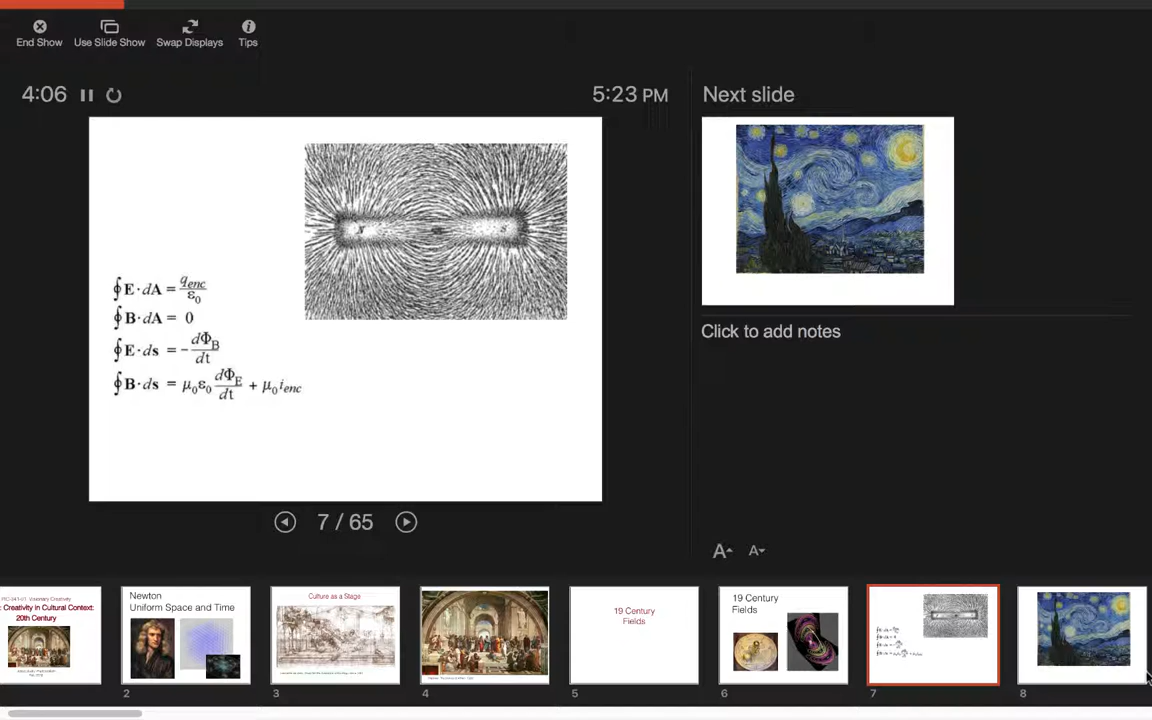 End Show
Use Slide Show
Swap Displays
Tips
4:06
5:23 PM
Next slide
∮ E · dA = q_enc / ε₀
∮ B · dA = 0
∮ E · ds = - dΦ_B / dt
∮ B · ds = μ₀ε₀ dΦ_E / dt + μ₀ i_enc
Click to add notes
7 / 65
A
A
: Creativity in Cultural Context:
20th Century
Newton
Uniform Space and Time
Culture as a Stage
19 Century
Fields
19 Century
Fields
2
3
4
5
6
7
8